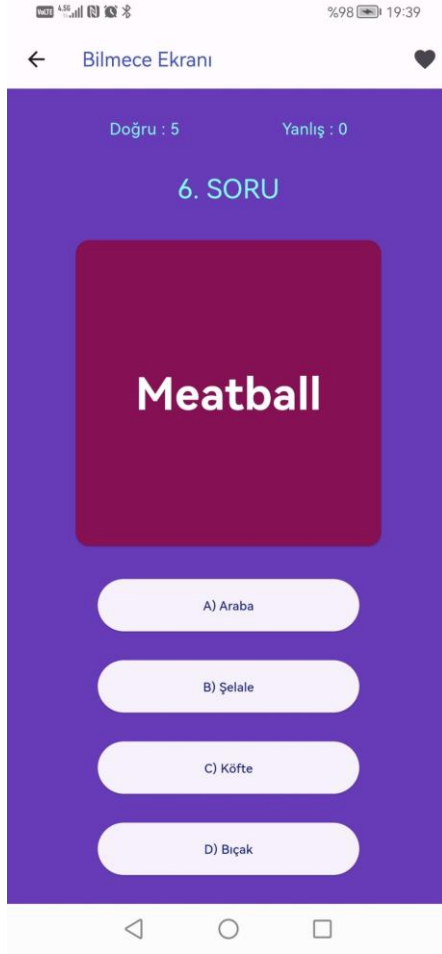 %98 19:39
Bilmece Ekranı
Doğru : 5 Yanlış : 0
6. SORU
Meatball
A) Araba
B) Şelale
C) Köfte
D) Bıçak